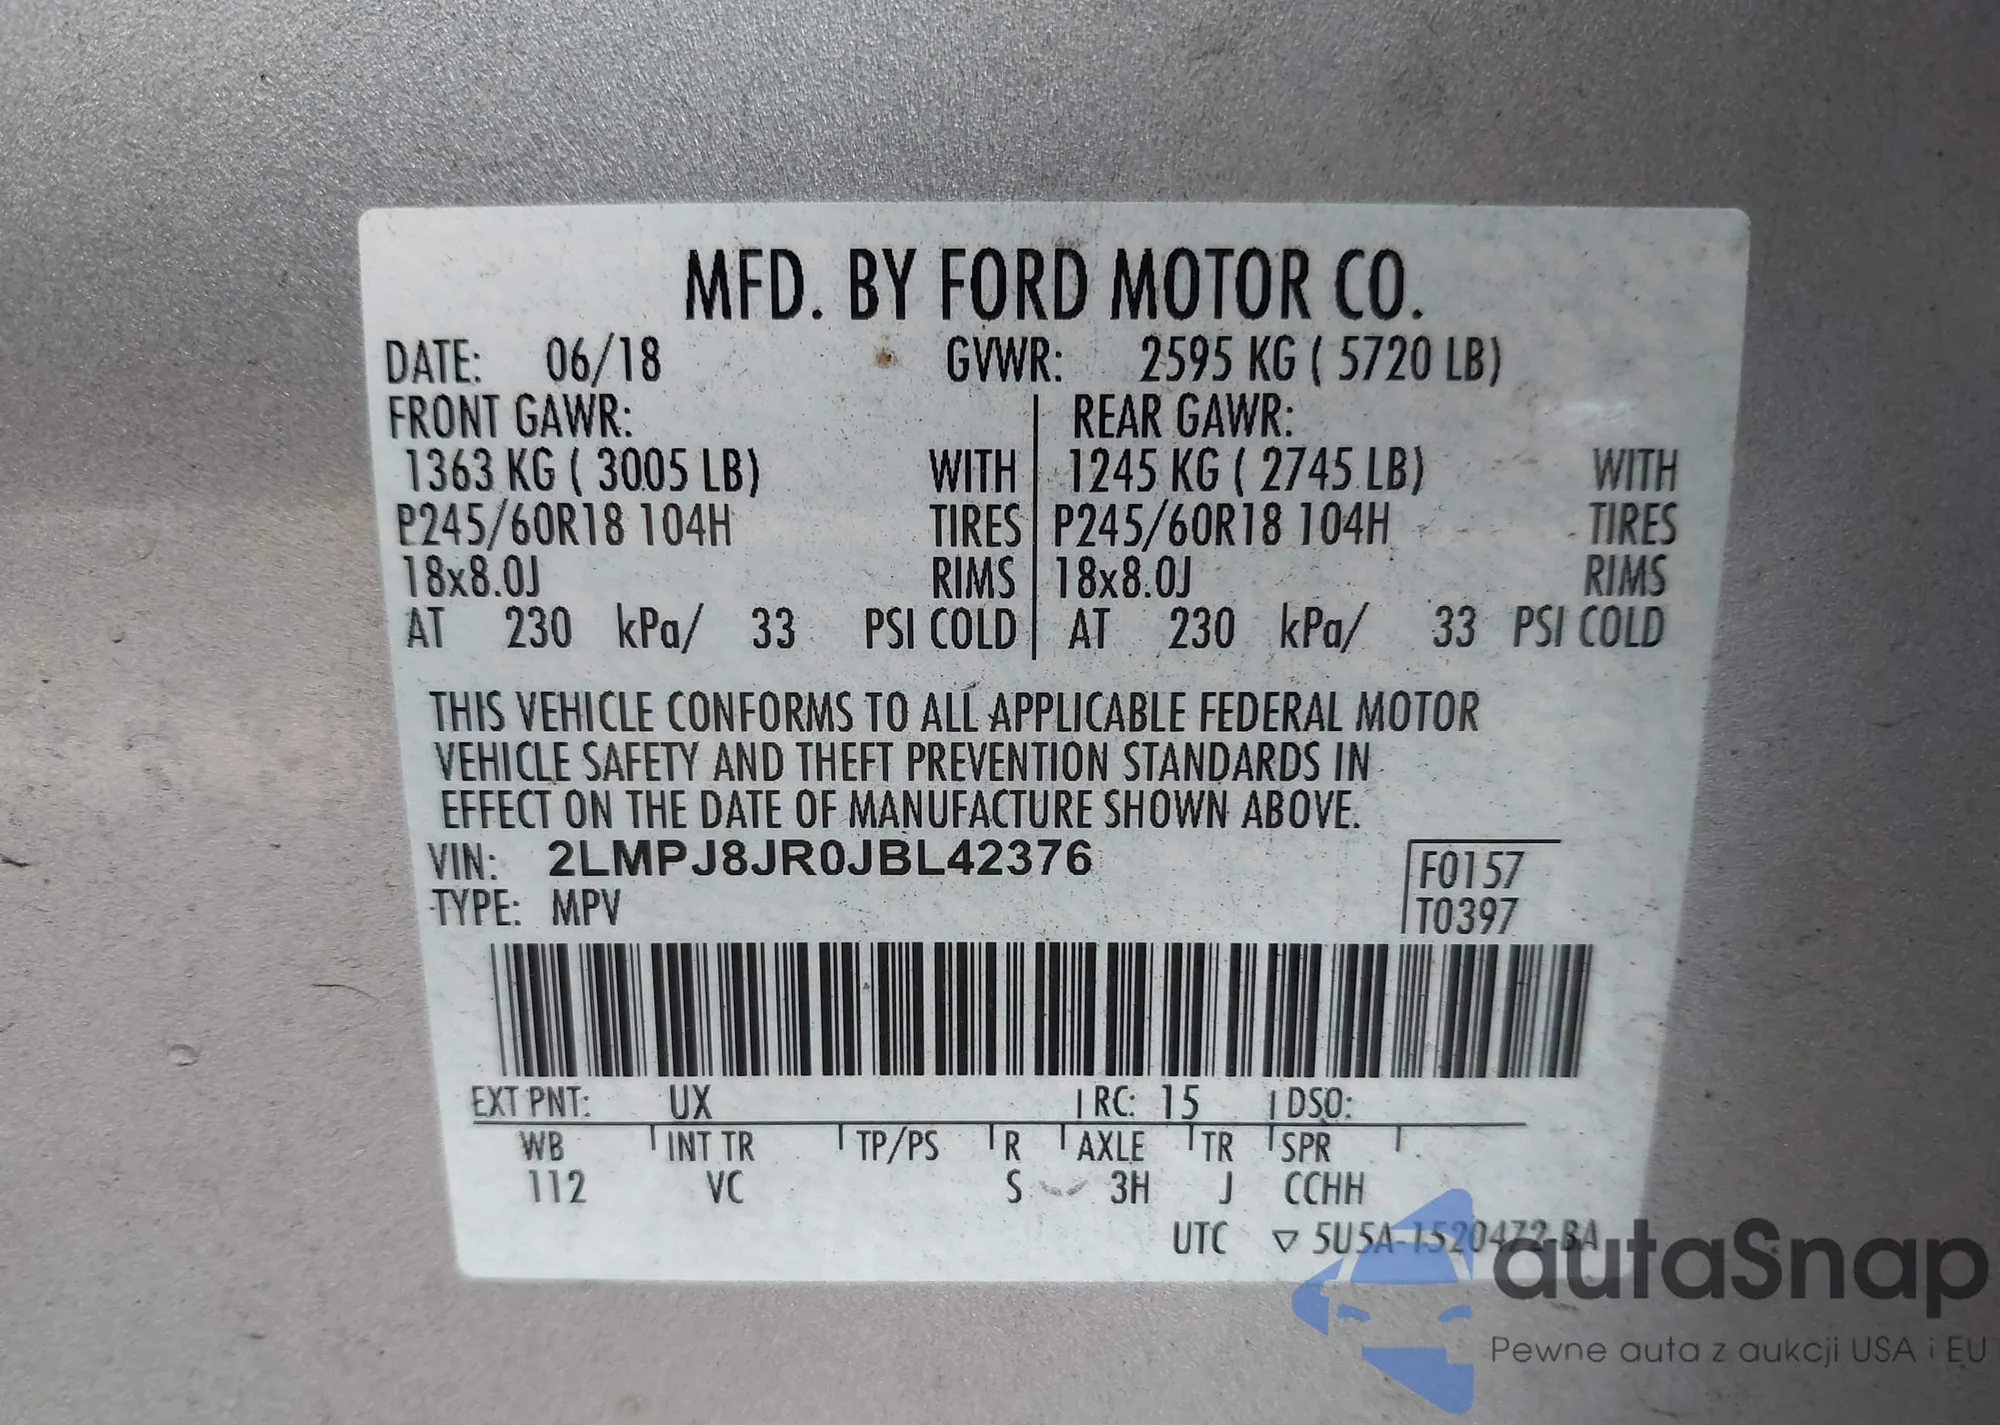 MFD. BY FORD MOTOR CO.
DATE: 06/18 GVWR: 2595 KG ( 5720 LB)
FRONT GAWR: REAR GAWR:
1363 KG ( 3005 LB) WITH 1245 KG ( 2745 LB) WITH
P245/60R18 104H TIRES P245/60R18 104H TIRES
18x8.0J RIMS 18x8.0J RIMS
AT 230 kPa/ 33 PSI COLD AT 230 kPa/ 33 PSI COLD
THIS VEHICLE CONFORMS TO ALL APPLICABLE FEDERAL MOTOR
VEHICLE SAFETY AND THEFT PREVENTION STANDARDS IN
EFFECT ON THE DATE OF MANUFACTURE SHOWN ABOVE.
VIN: 2LMPJ8JR0JBL42376 F0157
TYPE: MPV T0397
EXT PNT: UX RC: 15 DSO:
WB INT TR TP/PS R AXLE TR SPR
112 VC S 3H J CCHH
UTC ▽ 5U5A-1520472-BA
autaSnap
Pewne auta z aukcji USA i EU